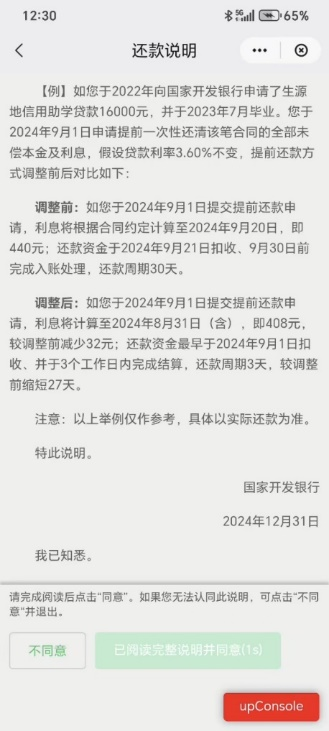 12:30
5G 65%
还款说明
【例】如您于2022年向国家开发银行申请了生源
地信用助学贷款16000元，并于2023年7月毕业。您于
2024年9月1日申请提前一次性还清该笔合同的全部未
偿本金及利息，假设贷款利率3.60%不变，提前还款方
式调整前后对比如下：
调整前：如您于2024年9月1日提交提前还款申
请，利息将根据合同约定计算至2024年9月20日，即
440元；还款资金于2024年9月21日扣收、9月30日前
完成入账处理，还款周期30天。
调整后：如您于2024年9月1日提交提前还款申
请，利息将计算至2024年8月31日（含），即408元，
较调整前减少32元；还款资金最早于2024年9月1日扣
收、并于3个工作日内完成结算，还款周期3天，较调整
前缩短27天。
注意：以上举例仅作参考，具体以实际还款为准。
特此说明。
国家开发银行
2024年12月31日
我已知悉。
请完成阅读后点击“同意”。如果您无法认同此说明，可点击“不同
意”并退出。
不同意
已阅读完整说明并同意(1s)
upConsole